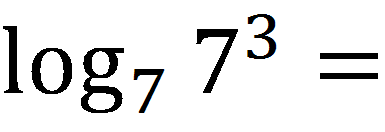 log₇ 7³ =